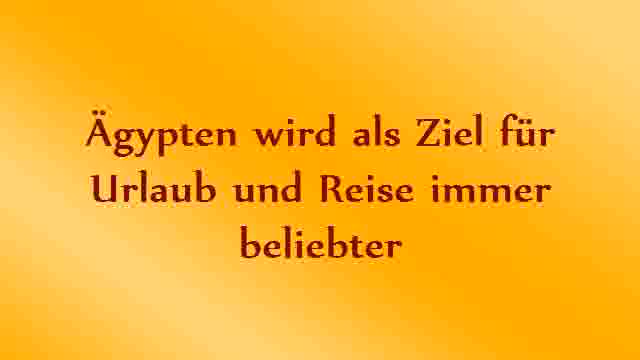 Ägypten wird als Ziel für
Urlaub und Reise immer
beliebter